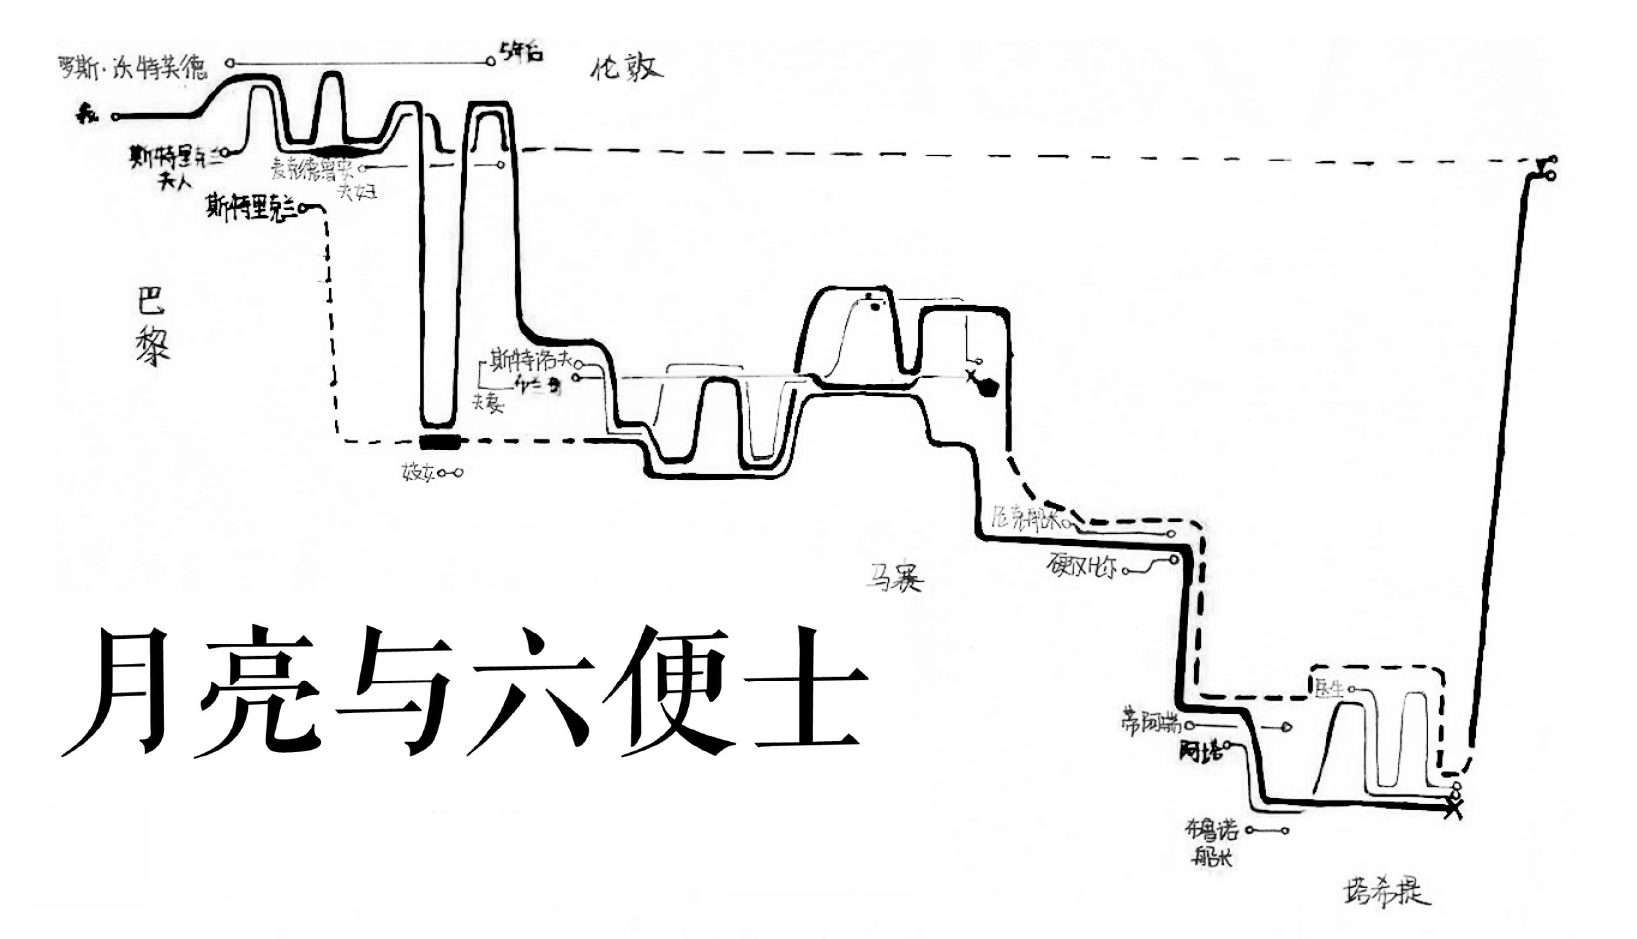 罗斯·沃特芙德
5年后
伦敦
我
斯特里克兰
夫人
麦克德鲁安
夫妇
斯特里克兰
巴
黎
斯特洛夫
布兰奇
夫妻
妓女
尼克船长
硬汉比尔
马赛
月亮与六便士
医生
蒂阿瑞
阿塔
布鲁诺
船长
塔希提